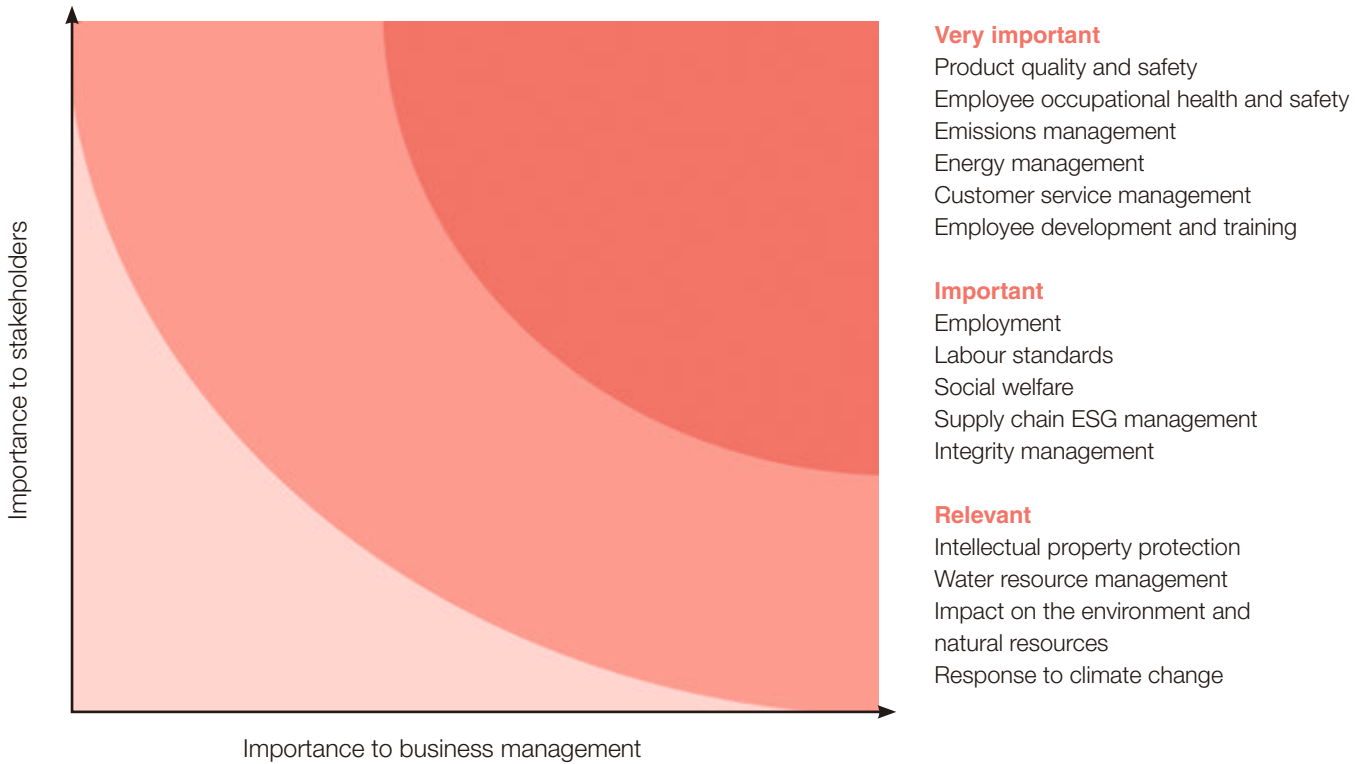 Importance to stakeholders
Importance to business management
Very important
Product quality and safety
Employee occupational health and safety
Emissions management
Energy management
Customer service management
Employee development and training
Important
Employment
Labour standards
Social welfare
Supply chain ESG management
Integrity management
Relevant
Intellectual property protection
Water resource management
Impact on the environment and
natural resources
Response to climate change